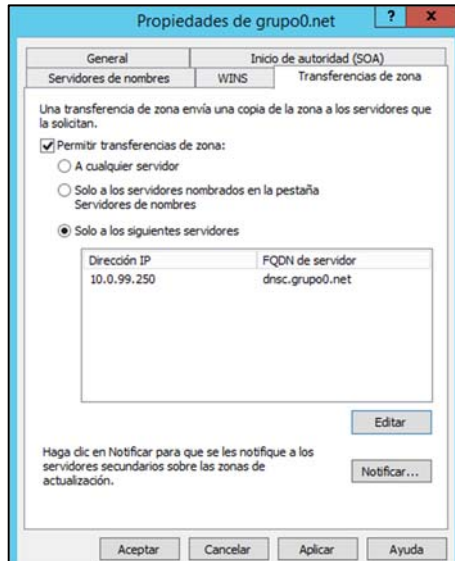 Propiedades de grupo0.net
? x
General
Inicio de autoridad (SOA)
Servidores de nombres
WINS
Transferencias de zona
Una transferencia de zona envía una copia de la zona a los servidores que
la solicitan.
Permitir transferencias de zona:
A cualquier servidor
Solo a los servidores nombrados en la pestaña
Servidores de nombres
Solo a los siguientes servidores
Dirección IP
FQDN de servidor
10.0.99.250
dnsc.grupo0.net
Editar
Haga clic en Notificar para que se les notifique a los
servidores secundarios sobre las zonas de
actualización.
Notificar...
Aceptar
Cancelar
Aplicar
Ayuda